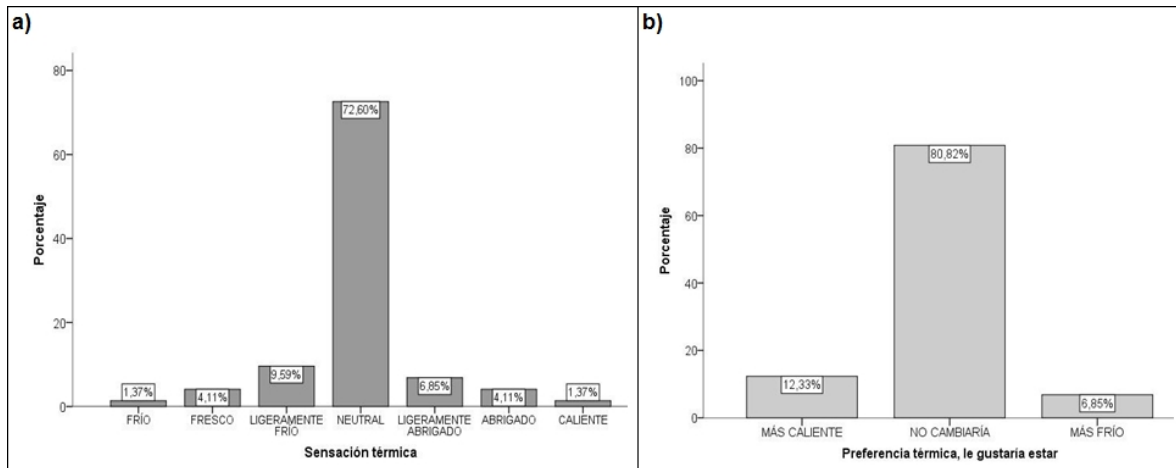 a)
80
60
40
20
0
Porcentaje
1,37%
4,11%
9,59%
72,60%
6,85%
4,11%
1,37%
FRÍO
FRESCO
LIGERAMENTE
FRÍO
NEUTRAL
LIGERAMENTE
ABRIGADO
ABRIGADO
CALIENTE
Sensación térmica
b)
100
80
60
40
20
0
Porcentaje
12,33%
80,82%
6,85%
MÁS CALIENTE
NO CAMBIARÍA
MÁS FRÍO
Preferencia térmica, le gustaría estar